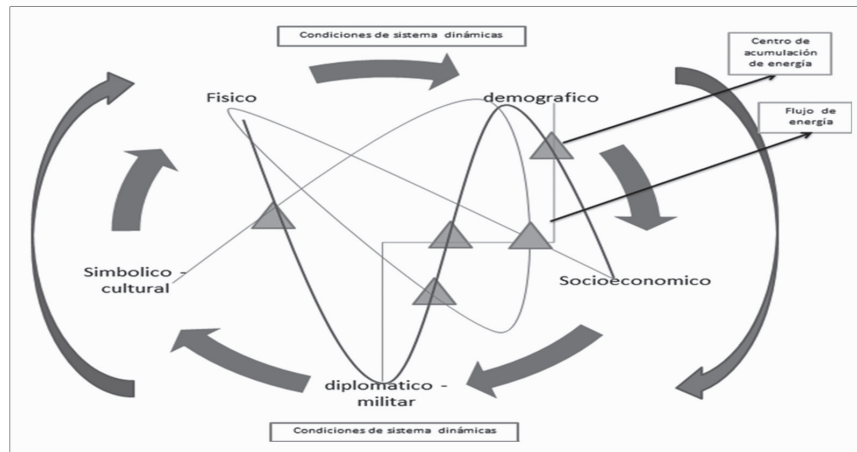 Condiciones de sistema dinámicas
Centro de
acumulación
de energía
Fisico
demografico
Flujo de
energía
Simbolico -
cultural
Socioeconomico
diplomatico -
militar
Condiciones de sistema dinámicas